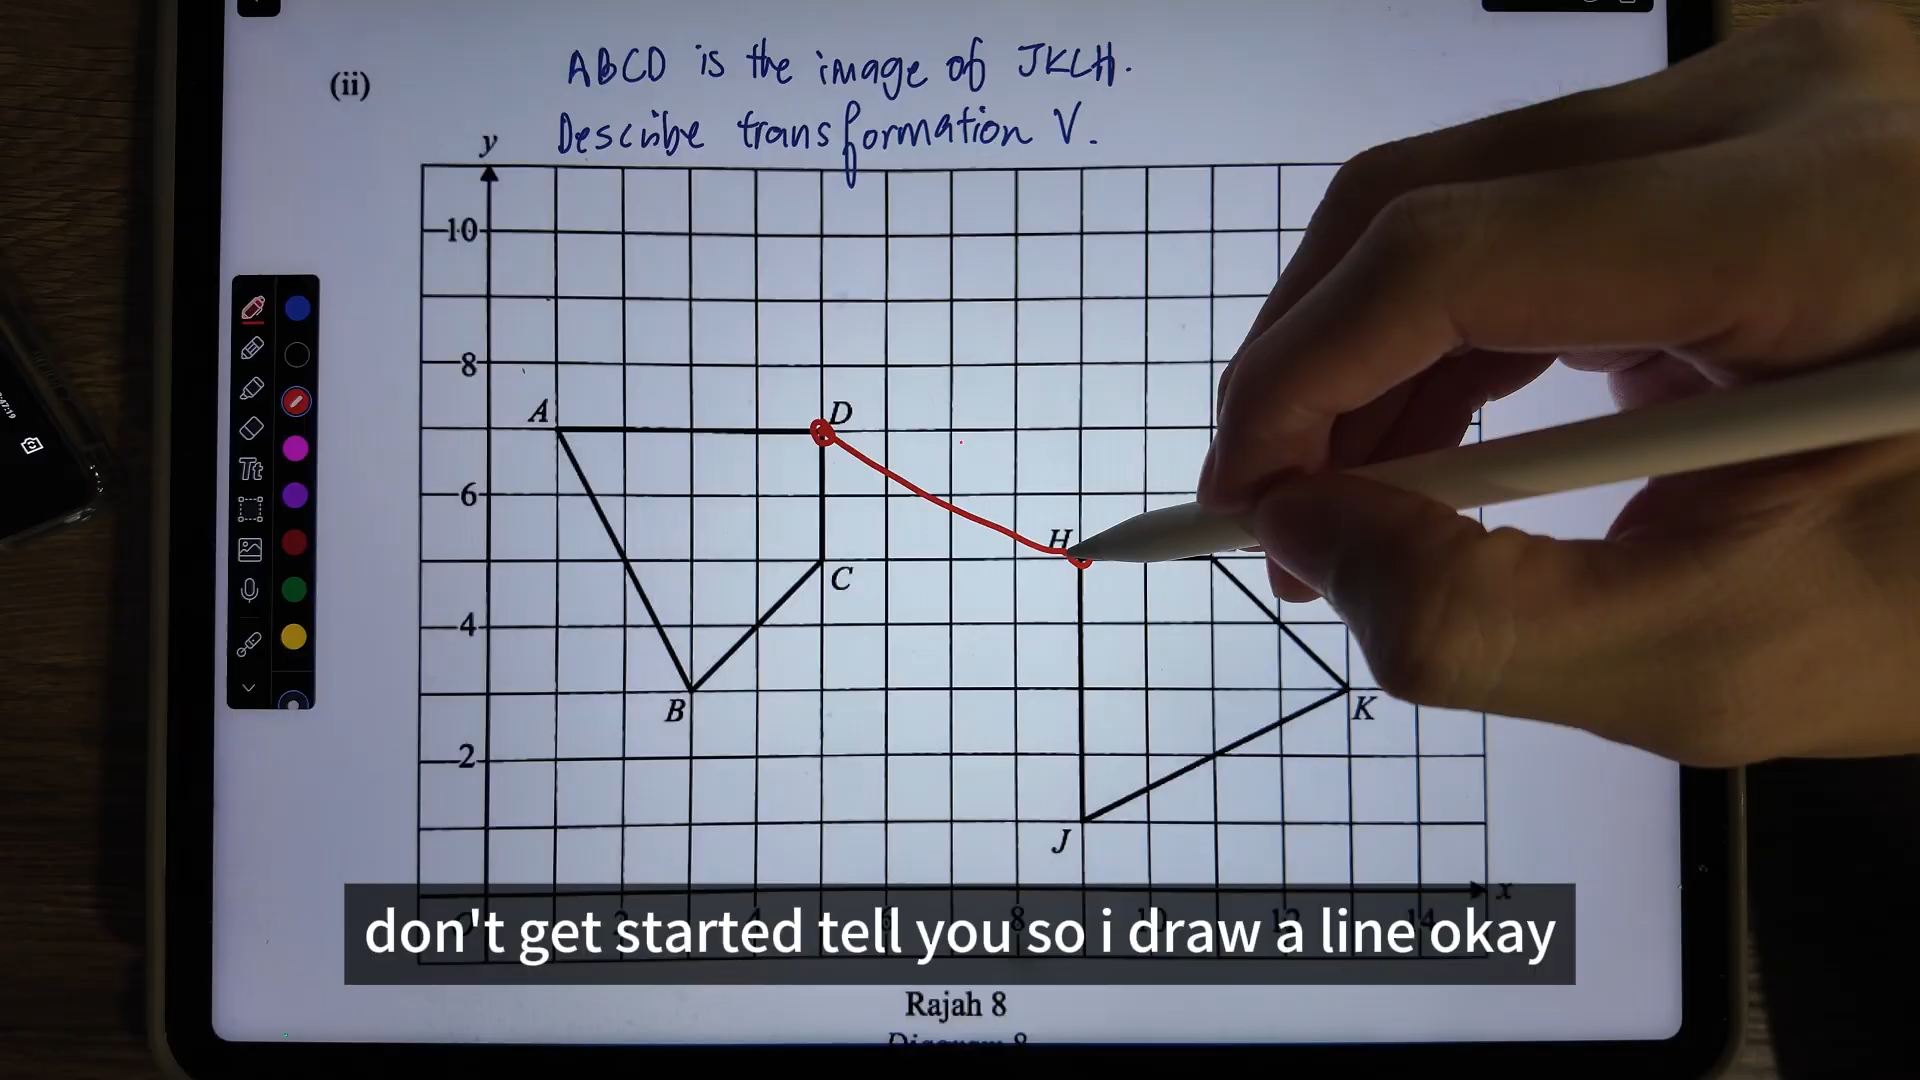 (ii)
ABCD is the image of JKLH.
Describe transformation V.
y
10
8
A
D
6
H
C
4
B
K
2
J
x
don't get started tell you so i draw a line okay
Rajah 8
Tt